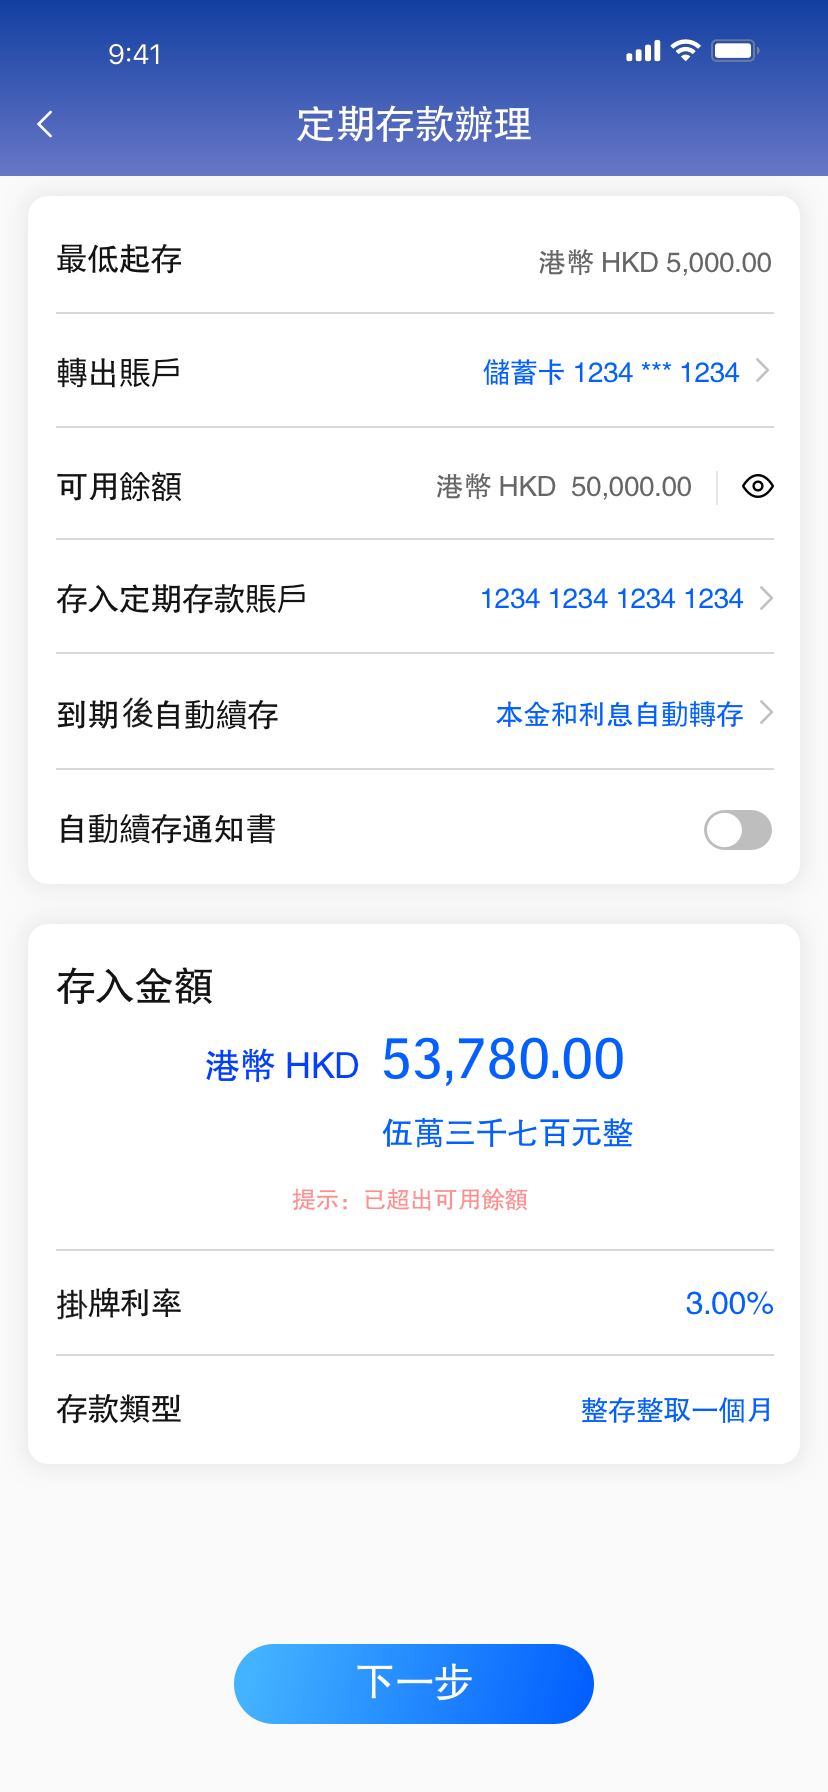 9:41
定期存款辦理
最低起存 港幣 HKD 5,000.00
轉出賬戶 儲蓄卡 1234 *** 1234
可用餘額 港幣 HKD 50,000.00
存入定期存款賬戶 1234 1234 1234 1234
到期後自動續存 本金和利息自動轉存
自動續存通知書
存入金額
港幣 HKD 53,780.00
伍萬三千七百元整
提示：已超出可用餘額
掛牌利率 3.00%
存款類型 整存整取一個月
下一步